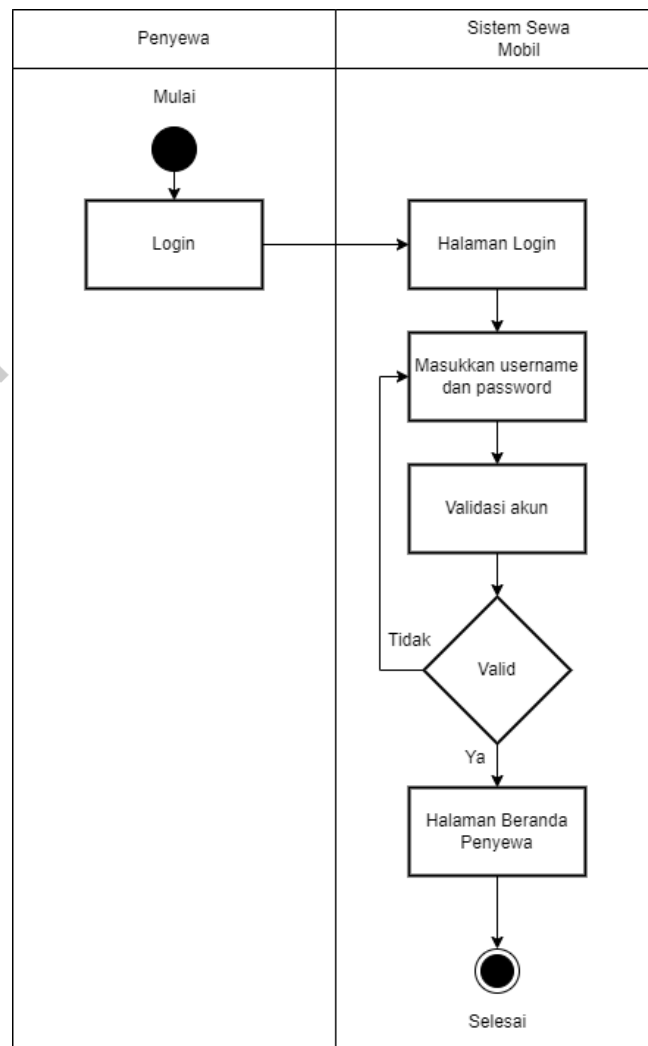 Penyewa
Sistem Sewa
Mobil
Mulai
Login
Halaman Login
Masukkan username
dan password
Validasi akun
Tidak
Valid
Ya
Halaman Beranda
Penyewa
Selesai